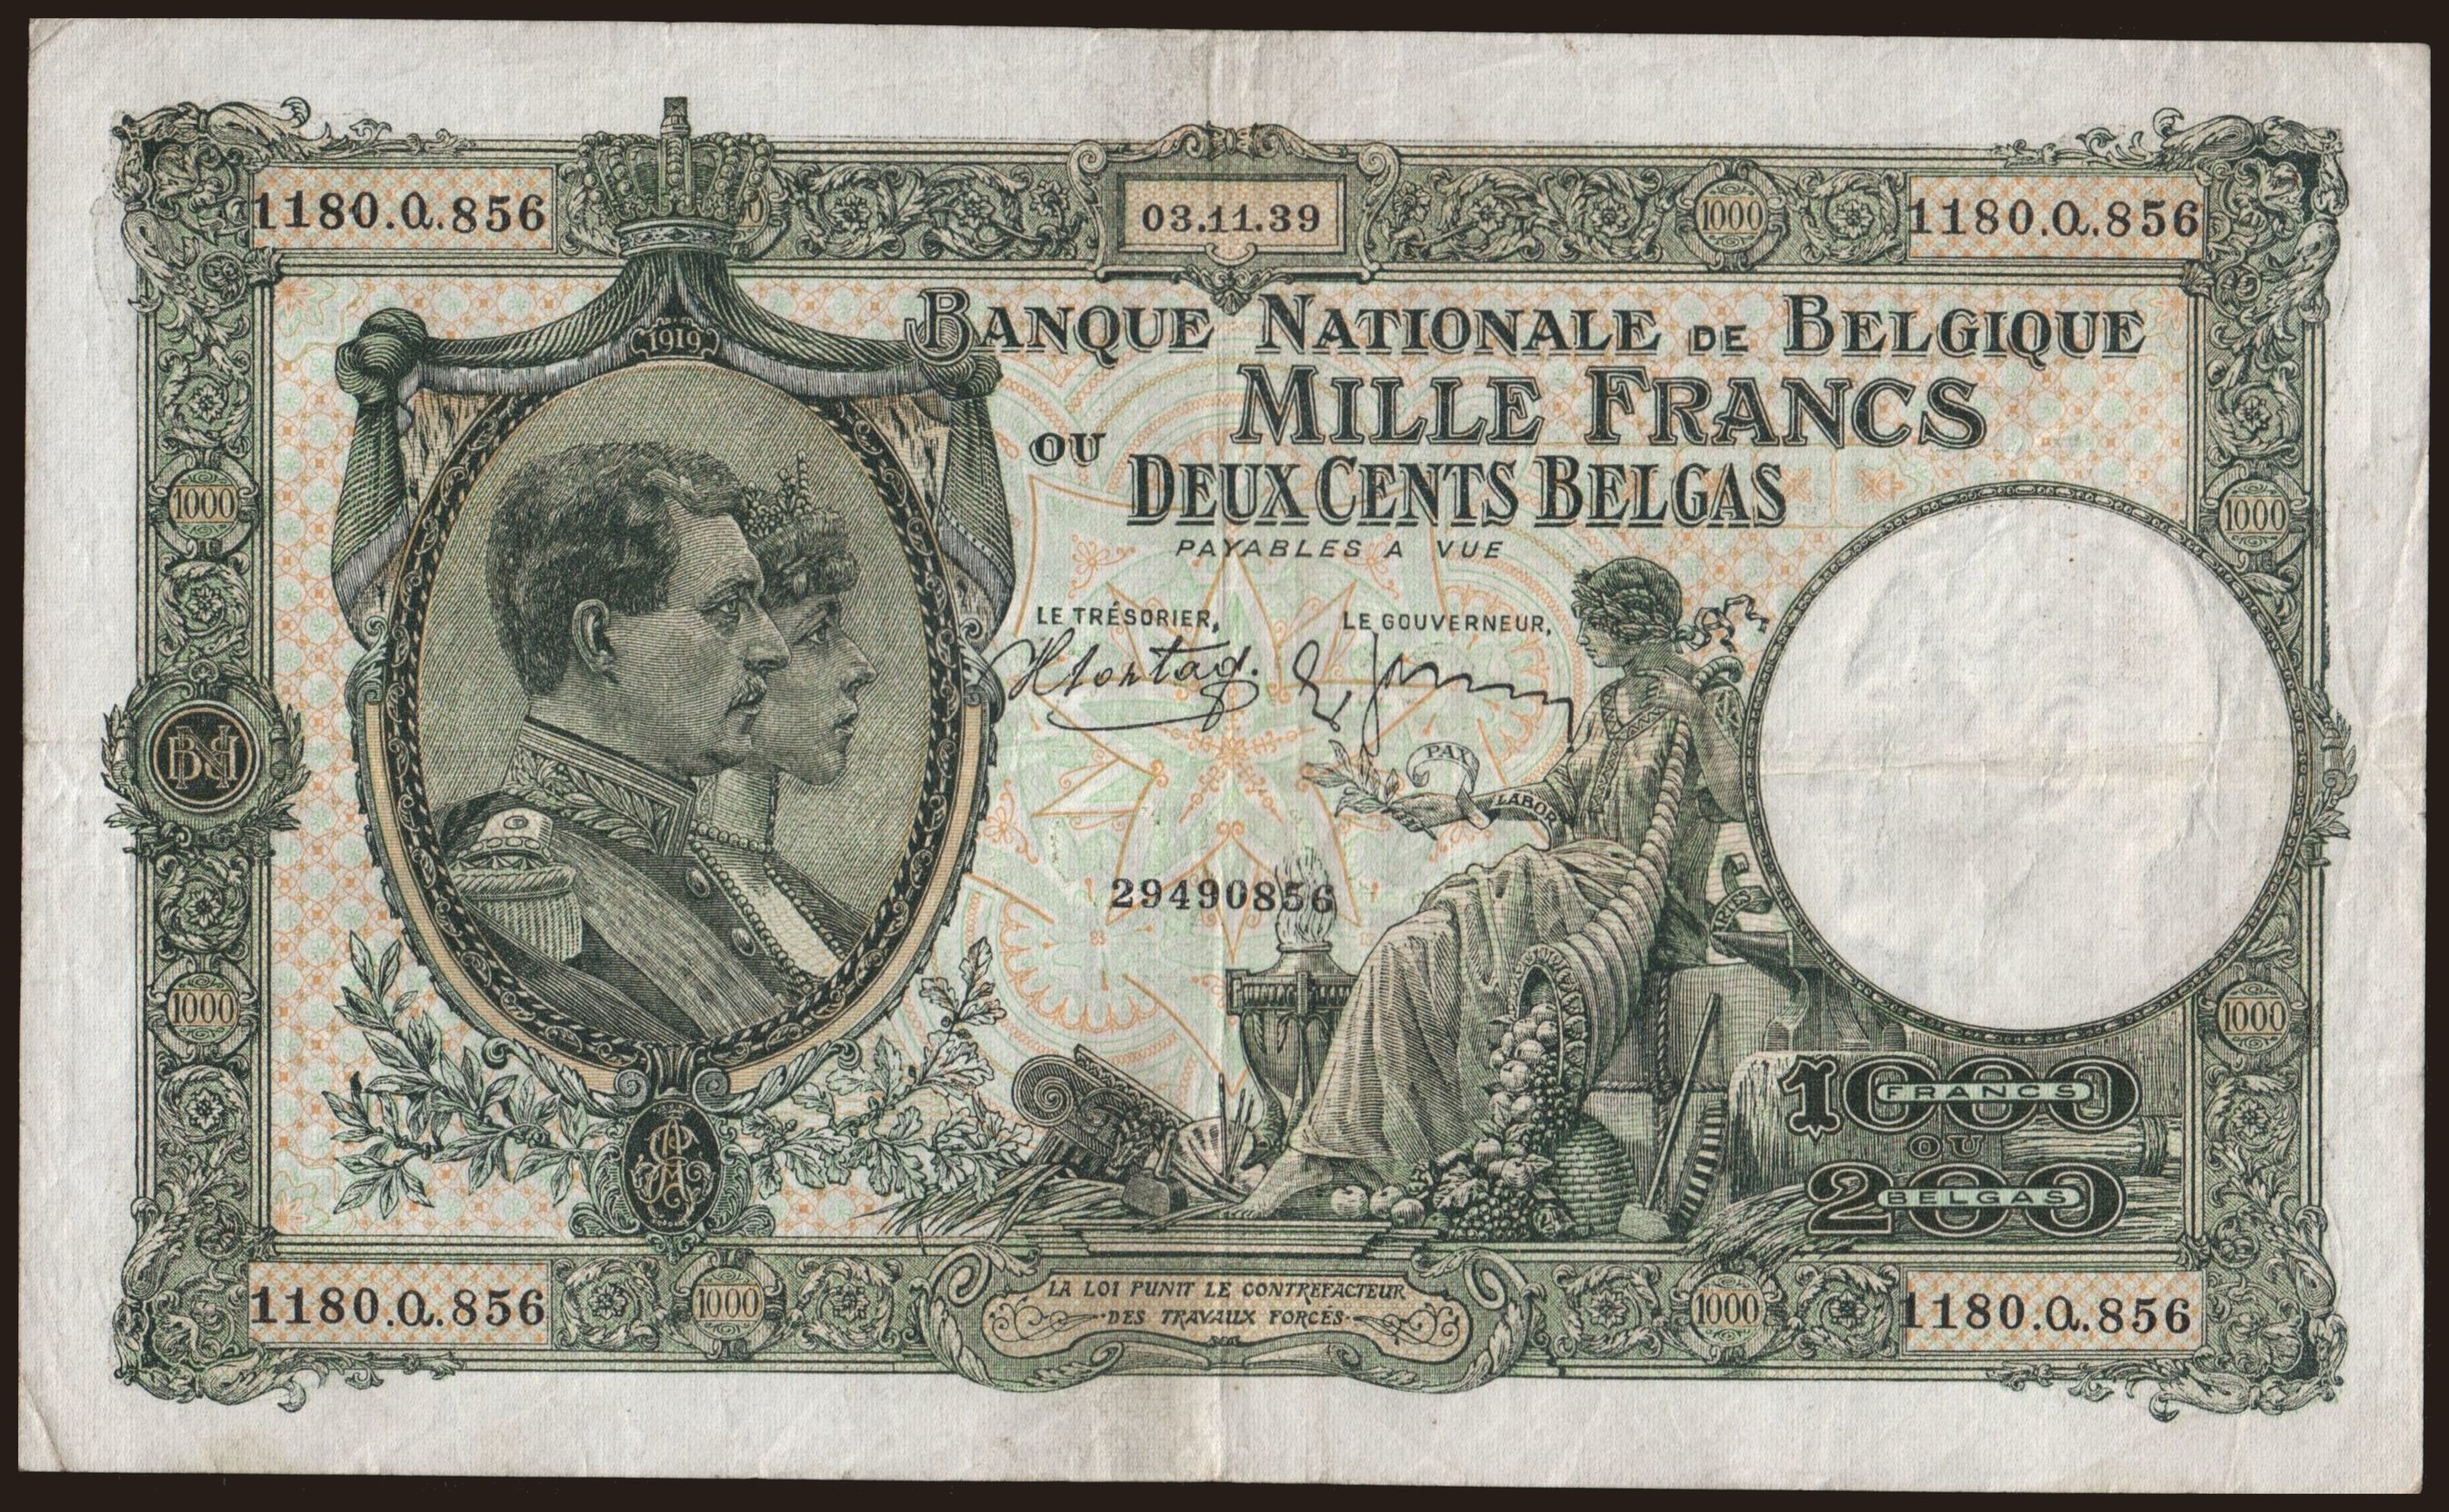 1180.Q.856
03.11.39
1000
1180.Q.856
1919
BANQUE NATIONALE DE BELGIQUE
MILLE FRANCS
OU
DEUX CENTS BELGAS
PAYABLES A VUE
1000
1000
LE TRÉSORIER,
LE GOUVERNEUR,
PAX
LABOR
BN
29490856
1000
1000
1000
FRANCS
OU
200
BELGAS
1180.Q.856
1000
LA LOI PUNIT LE CONTREFACTEUR
DES TRAVAUX FORCÉS
1000
1180.Q.856